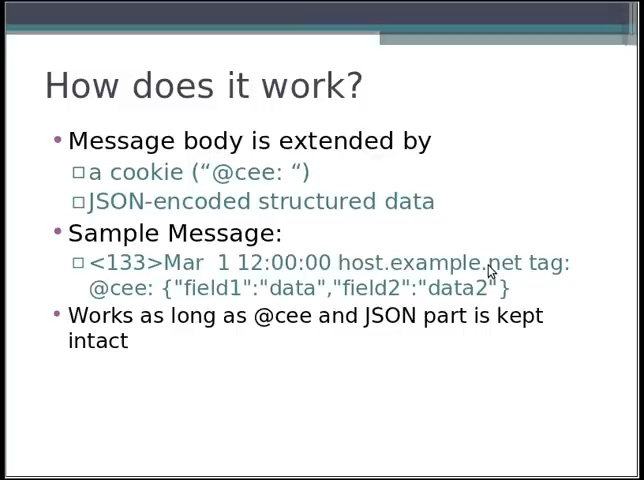 How does it work?
• Message body is extended by
□a cookie (“@cee: “)
□JSON-encoded structured data
• Sample Message:
□<133>Mar  1 12:00:00 host.example.net tag:
@cee: {"field1":"data","field2":"data2"}
• Works as long as @cee and JSON part is kept
intact